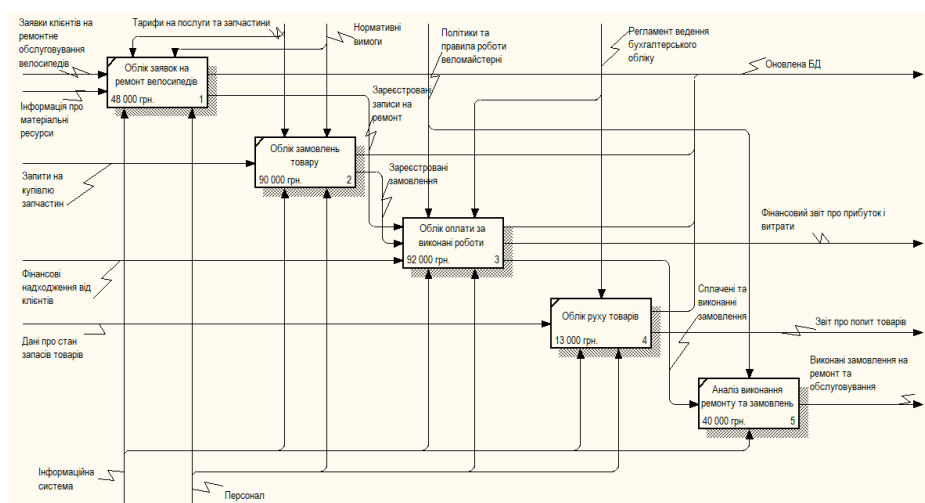 Заявки клієнтів на
ремонтне
обслуговування
велосипедів
Тарифи на послуги та запчастини
Нормативні
вимоги
Політики та
правила роботи
веломайстерні
Регламент ведення
бухгалтерського
обліку
Облік заявок на
ремонт велосипедів
48 000 грн. 1
Оновлена БД
Інформація про
матеріальні
ресурси
Зареєстровані
записи на
ремонт
Облік замовлень
товару
90 000 грн. 2
Запити на
купівлю
запчастин
Зареєстровані
замовлення
Облік оплати за
виконані роботи
92 000 грн. 3
Фінансовий звіт про прибуток і
витрати
Фінансові
надходження від
клієнтів
Сплачені та
виконанні
замовлення
Облік руху товарів
13 000 грн. 4
Звіт про попит товарів
Дані про стан
запасів товарів
Виконані замовлення на
ремонт та
обслуговування
Аналіз виконання
ремонту та замовлень
40 000 грн. 5
Інформаційна
система
Персонал